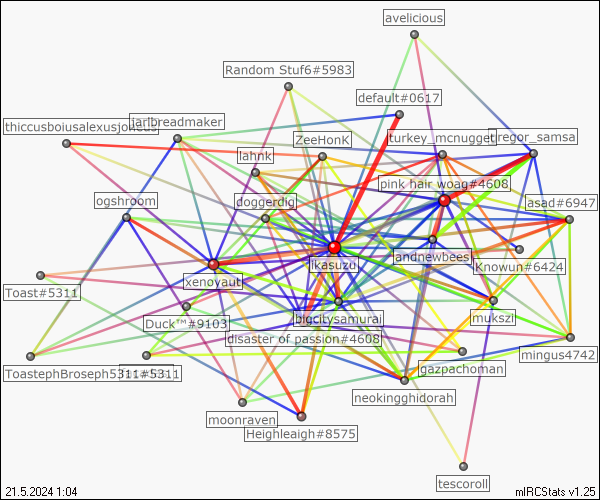 avelicious
Random Stuf6#5983
default#0617
thiccusboiusalexusjo
jarlbreadmaker
ZeeHonK
turkey_mcnugget
gregor_samsa
lahnk
pink hair woag#4608
ogshroom
doggerdig
asad#6947
ikasuzu
andnewbees
Knowun#6424
xenoyauti
Toast#5311
bigcitysamurai
mukszi
Duck™#9103
disaster of passion#4608
mingus4742
ToastephBroseph5311#5311
gazpachoman
neokingghidorah
moonraven
Heighleaigh#8575
tescoroll
21.5.2024 1:04
mIRCStats v1.25